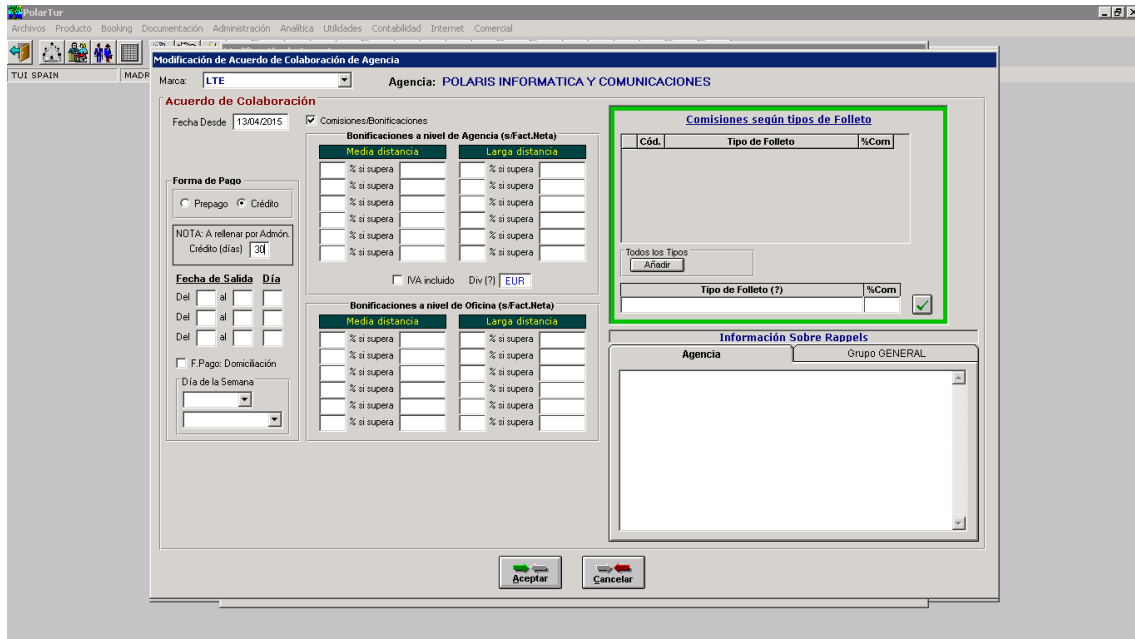 PolarTur
Archivos Producto Booking Documentación Administración Analítica Utilidades Contabilidad Internet Comercial
TUI SPAIN MADR
Modificación de Acuerdo de Colaboración de Agencia
Marca: LTE Agencia: POLARIS INFORMATICA Y COMUNICACIONES
Acuerdo de Colaboración
Fecha Desde 13/04/2015
Comisiones/Bonificaciones
Forma de Pago
Prepago Crédito
NOTA: A rellenar por Admón.
Crédito (días) 30
Fecha de Salida Día
Del al
Del al
Del al
F.Pago: Domiciliación
Día de la Semana
Bonificaciones a nivel de Agencia (s/Fact.Neta)
Media distancia Larga distancia
% si supera % si supera
% si supera % si supera
% si supera % si supera
% si supera % si supera
% si supera % si supera
% si supera % si supera
IVA incluido Div (?) EUR
Bonificaciones a nivel de Oficina (s/Fact.Neta)
Media distancia Larga distancia
% si supera % si supera
% si supera % si supera
% si supera % si supera
% si supera % si supera
% si supera % si supera
% si supera % si supera
Comisiones según tipos de Folleto
Cód. Tipo de Folleto %Com
Todos los Tipos
Añadir
Tipo de Folleto (?) %Com
Información Sobre Rappels
Agencia Grupo GENERAL
Aceptar Cancelar